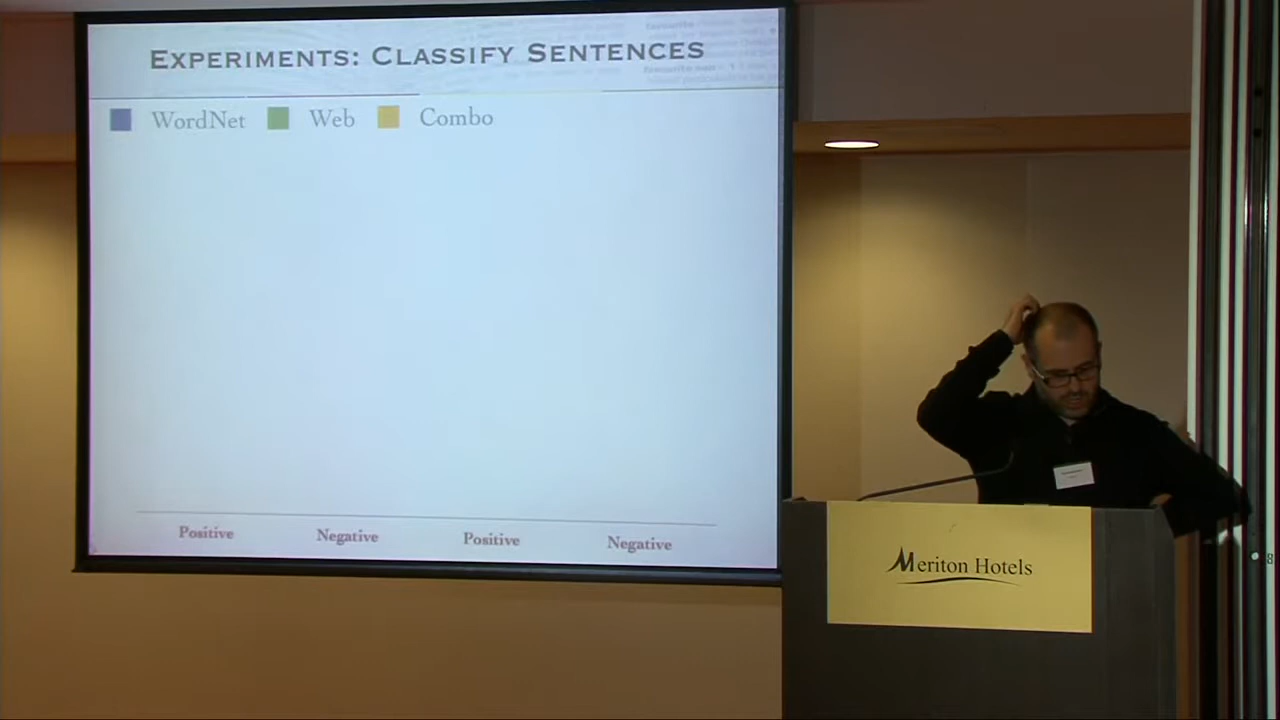 EXPERIMENTS: CLASSIFY SENTENCES
WordNet Web Combo
Positive Negative Positive Negative
Meriton Hotels